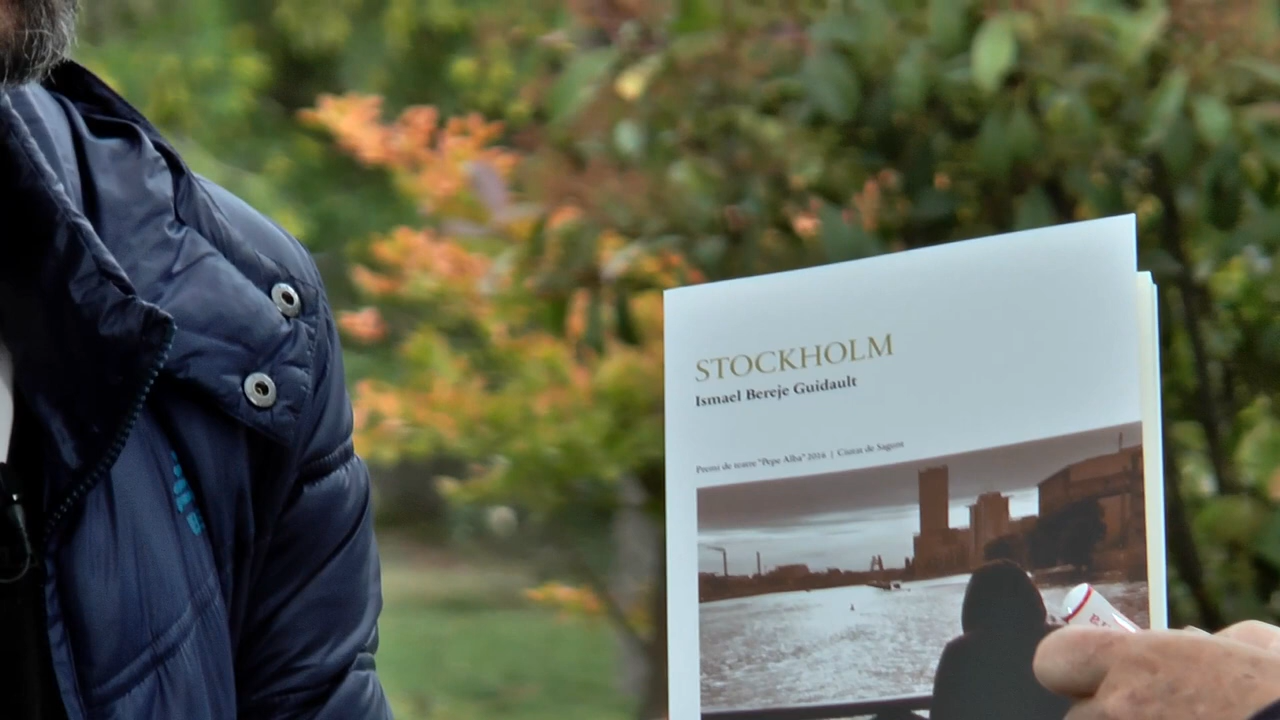 STOCKHOLM
Ismael Bereje Guidault
Premi de teatre "Pepe Alba" 2016 | Ciutat de Sagunt